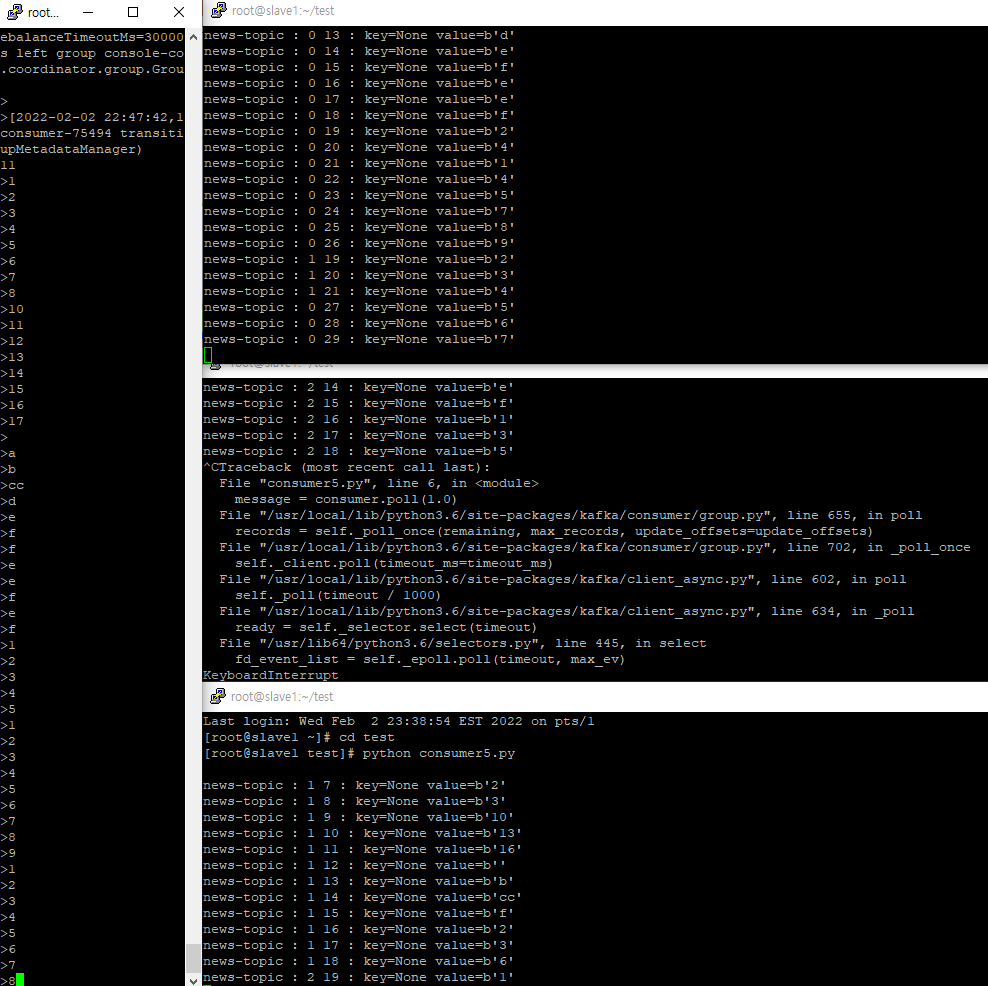 root...
ebalanceTimeoutMs=30000
s left group console-co
.coordinator.group.Grou
>
>[2022-02-02 22:47:42,1
consumer-75494 transiti
upMetadataManager)
11
>1
>2
>3
>4
>5
>6
>7
>8
>10
>11
>12
>13
>14
>15
>16
>17
>
>a
>b
>cc
>d
>e
>f
>f
>e
>e
>f
>e
>f
>1
>2
>3
>4
>5
>1
>2
>3
>4
>5
>6
>7
>8
>9
>1
>2
>3
>4
>5
>6
>7
>8
root@slave1:~/test
news-topic : 0 13 : key=None value=b'd'
news-topic : 0 14 : key=None value=b'e'
news-topic : 0 15 : key=None value=b'f'
news-topic : 0 16 : key=None value=b'e'
news-topic : 0 17 : key=None value=b'e'
news-topic : 0 18 : key=None value=b'f'
news-topic : 0 19 : key=None value=b'2'
news-topic : 0 20 : key=None value=b'4'
news-topic : 0 21 : key=None value=b'1'
news-topic : 0 22 : key=None value=b'4'
news-topic : 0 23 : key=None value=b'5'
news-topic : 0 24 : key=None value=b'7'
news-topic : 0 25 : key=None value=b'8'
news-topic : 0 26 : key=None value=b'9'
news-topic : 1 19 : key=None value=b'2'
news-topic : 1 20 : key=None value=b'3'
news-topic : 1 21 : key=None value=b'4'
news-topic : 0 27 : key=None value=b'5'
news-topic : 0 28 : key=None value=b'6'
news-topic : 0 29 : key=None value=b'7'
root@slave1:~/test
news-topic : 2 14 : key=None value=b'e'
news-topic : 2 15 : key=None value=b'f'
news-topic : 2 16 : key=None value=b'1'
news-topic : 2 17 : key=None value=b'3'
news-topic : 2 18 : key=None value=b'5'
^CTraceback (most recent call last):
  File "consumer5.py", line 6, in <module>
    message = consumer.poll(1.0)
  File "/usr/local/lib/python3.6/site-packages/kafka/consumer/group.py", line 655, in poll
    records = self._poll_once(remaining, max_records, update_offsets=update_offsets)
  File "/usr/local/lib/python3.6/site-packages/kafka/consumer/group.py", line 702, in _poll_once
    self._client.poll(timeout_ms=timeout_ms)
  File "/usr/local/lib/python3.6/site-packages/kafka/client_async.py", line 602, in poll
    self._poll(timeout / 1000)
  File "/usr/local/lib/python3.6/site-packages/kafka/client_async.py", line 634, in _poll
    ready = self._selector.select(timeout)
  File "/usr/lib64/python3.6/selectors.py", line 445, in select
    fd_event_list = self._epoll.poll(timeout, max_ev)
KeyboardInterrupt
root@slave1:~/test
Last login: Wed Feb  2 23:38:54 EST 2022 on pts/1
[root@slave1 ~]# cd test
[root@slave1 test]# python consumer5.py
news-topic : 1 7 : key=None value=b'2'
news-topic : 1 8 : key=None value=b'3'
news-topic : 1 9 : key=None value=b'10'
news-topic : 1 10 : key=None value=b'13'
news-topic : 1 11 : key=None value=b'16'
news-topic : 1 12 : key=None value=b''
news-topic : 1 13 : key=None value=b'b'
news-topic : 1 14 : key=None value=b'cc'
news-topic : 1 15 : key=None value=b'f'
news-topic : 1 16 : key=None value=b'2'
news-topic : 1 17 : key=None value=b'3'
news-topic : 1 18 : key=None value=b'6'
news-topic : 2 19 : key=None value=b'1'